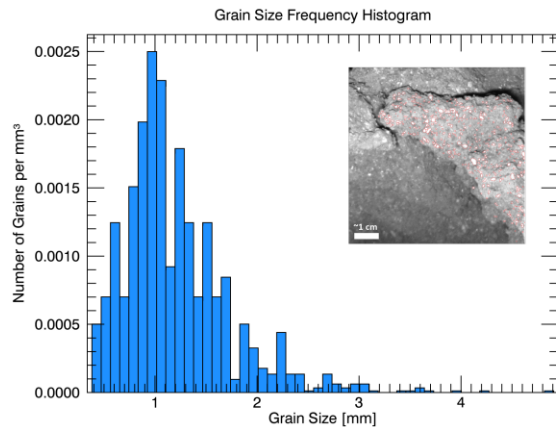 Grain Size Frequency Histogram
Number of Grains per mm³
0.0025
0.0020
0.0015
0.0010
0.0005
0.0000
~1 cm
1
2
3
4
Grain Size [mm]